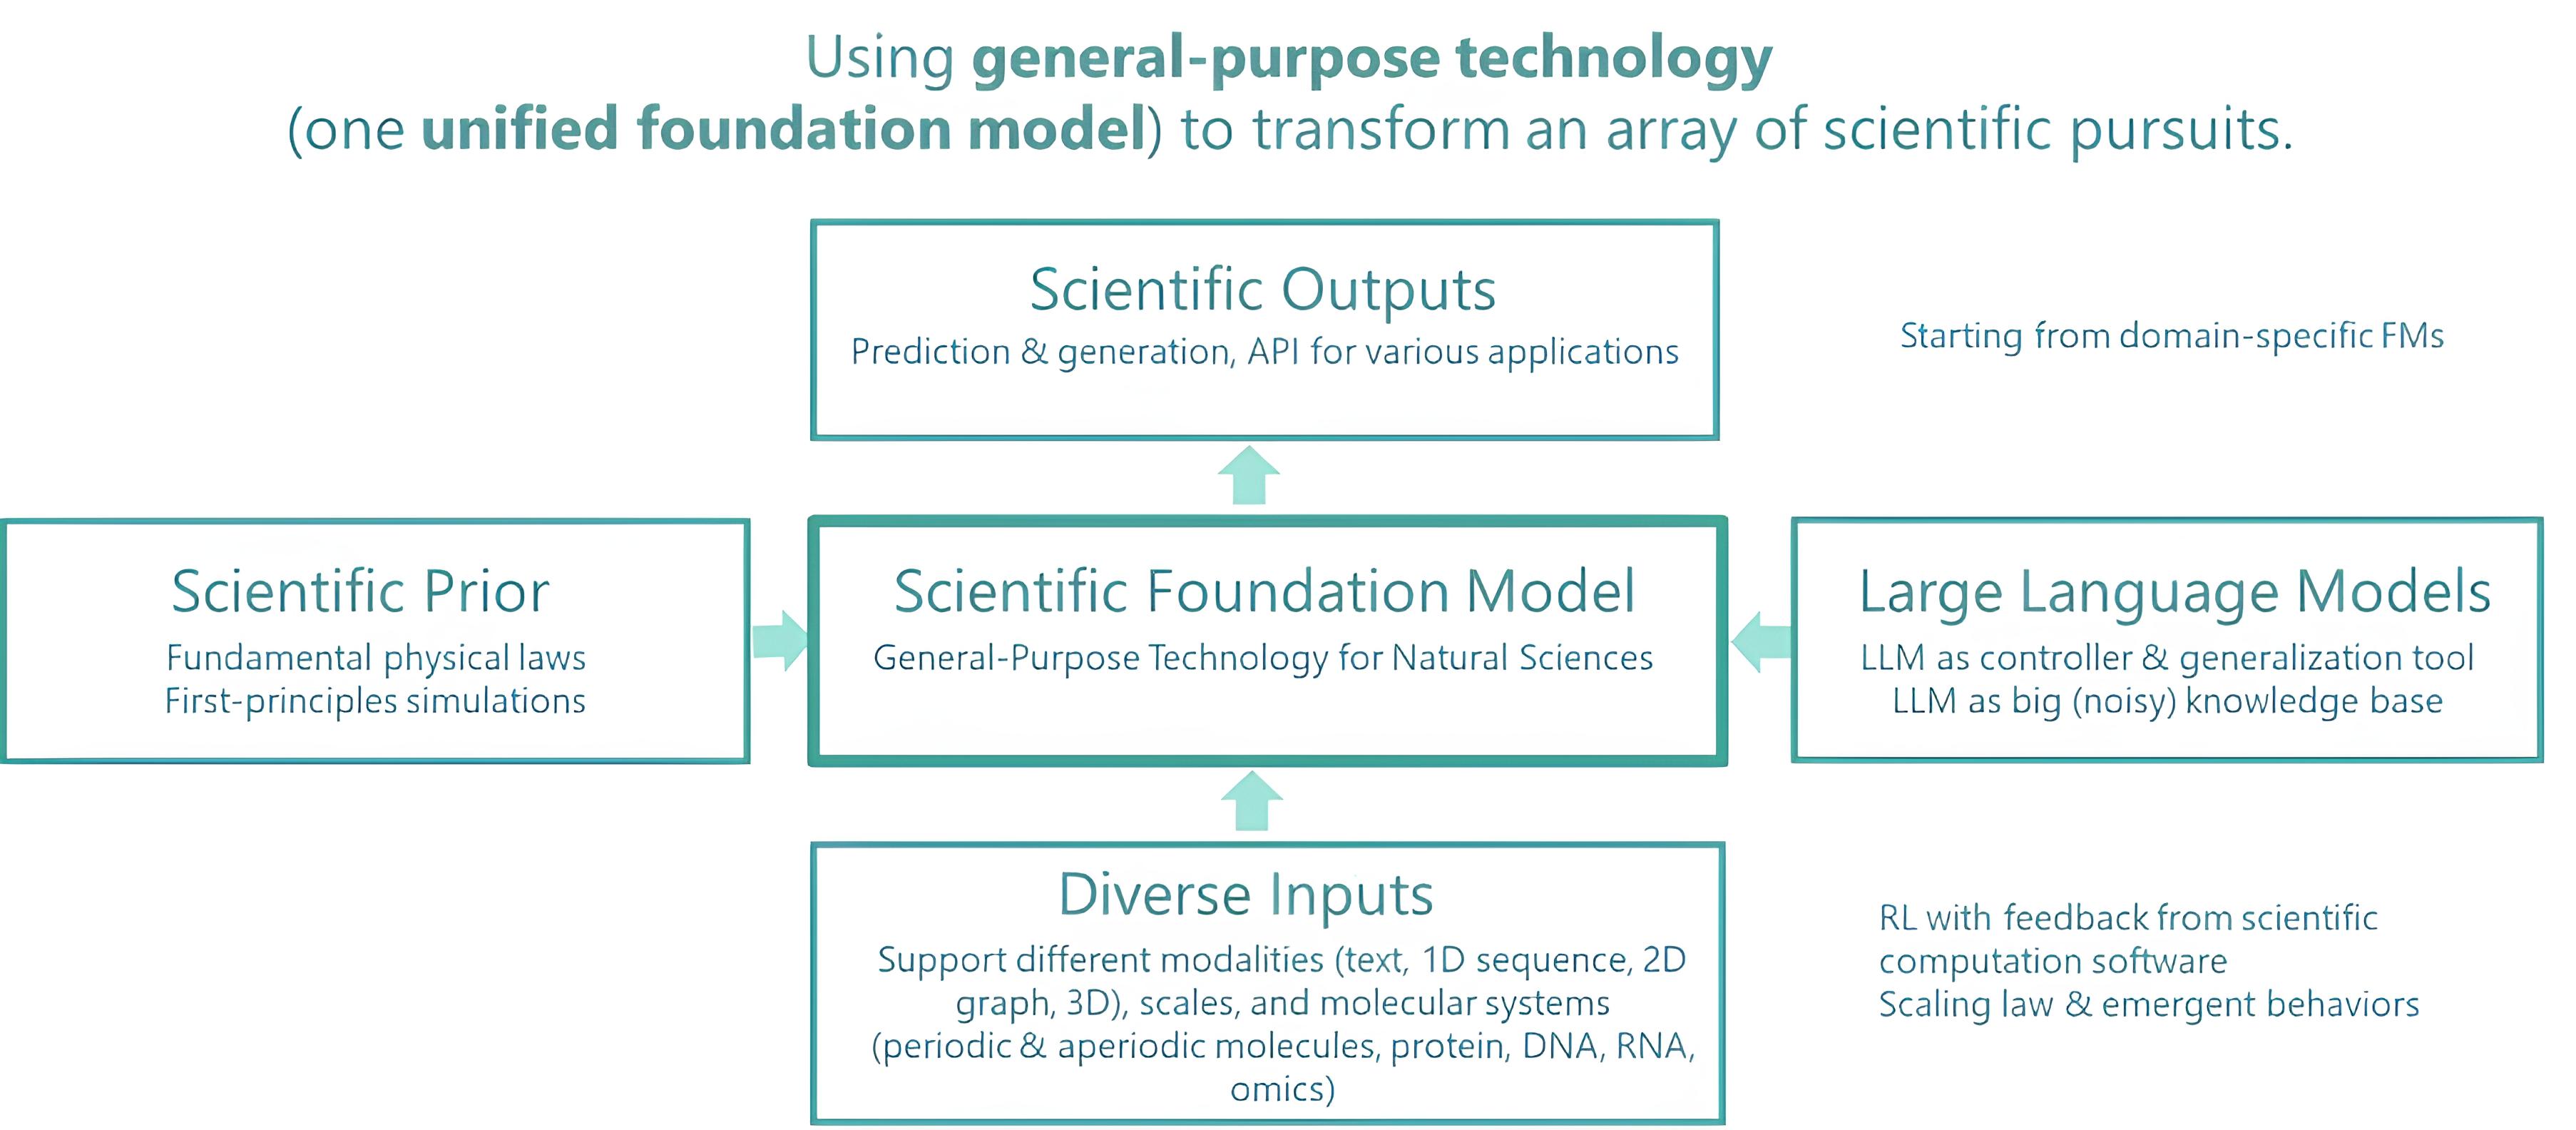 Using general-purpose technology
(one unified foundation model) to transform an array of scientific pursuits.
Scientific Outputs
Prediction & generation, API for various applications
Starting from domain-specific FMs
Scientific Prior
Fundamental physical laws
First-principles simulations
Scientific Foundation Model
General-Purpose Technology for Natural Sciences
Large Language Models
LLM as controller & generalization tool
LLM as big (noisy) knowledge base
Diverse Inputs
Support different modalities (text, 1D sequence, 2D
graph, 3D), scales, and molecular systems
(periodic & aperiodic molecules, protein, DNA, RNA,
omics)
RL with feedback from scientific
computation software
Scaling law & emergent behaviors